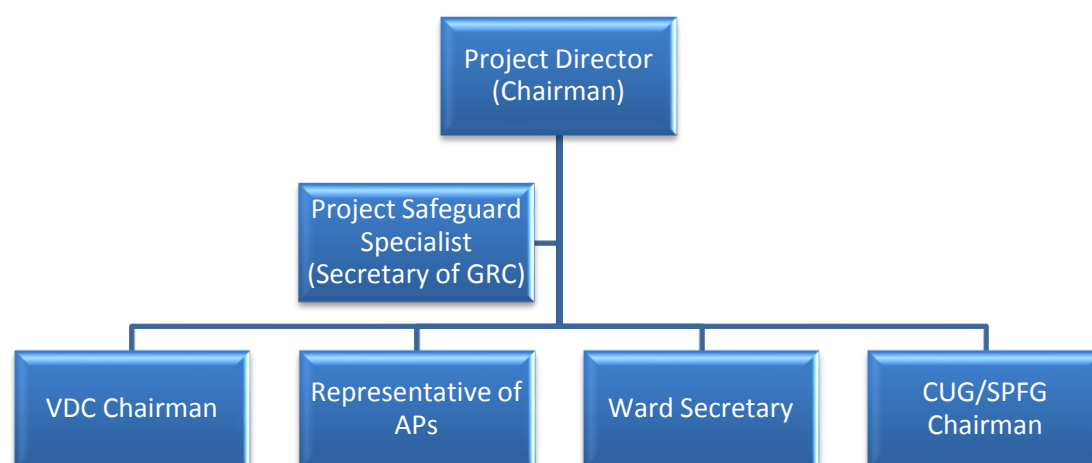 Project Director
(Chairman)
Project Safeguard
Specialist
(Secretary of GRC)
VDC Chairman
Representative of
APs
Ward Secretary
CUG/SPFG
Chairman